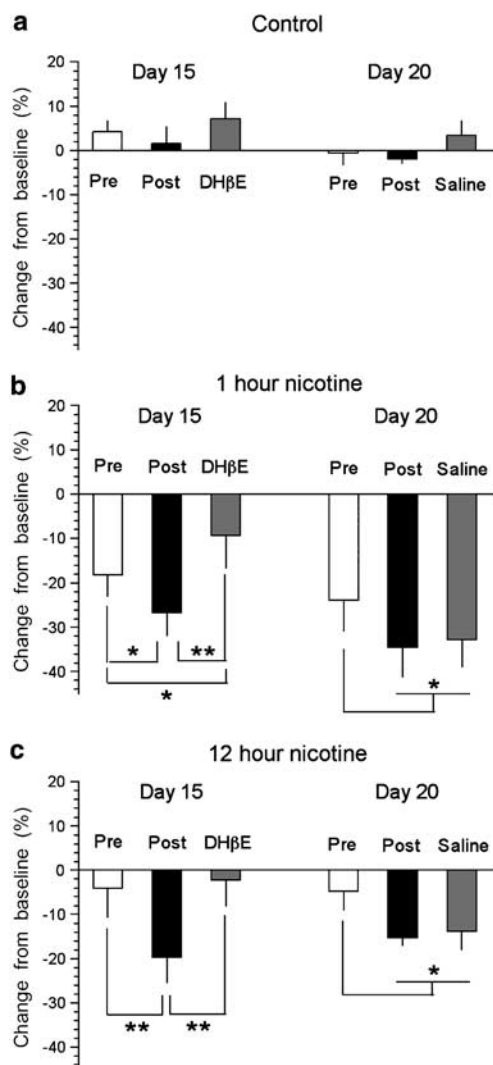 a
Control
Day 15 Day 20
Change from baseline (%)
20
10
0
-10
-20
-30
-40
Pre Post DHβE Pre Post Saline
b
1 hour nicotine
Day 15 Day 20
Change from baseline (%)
20
10
0
-10
-20
-30
-40
Pre Post DHβE Pre Post Saline
* **
*
*
c
12 hour nicotine
Day 15 Day 20
Change from baseline (%)
20
10
0
-10
-20
-30
-40
Pre Post DHβE Pre Post Saline
** **
*